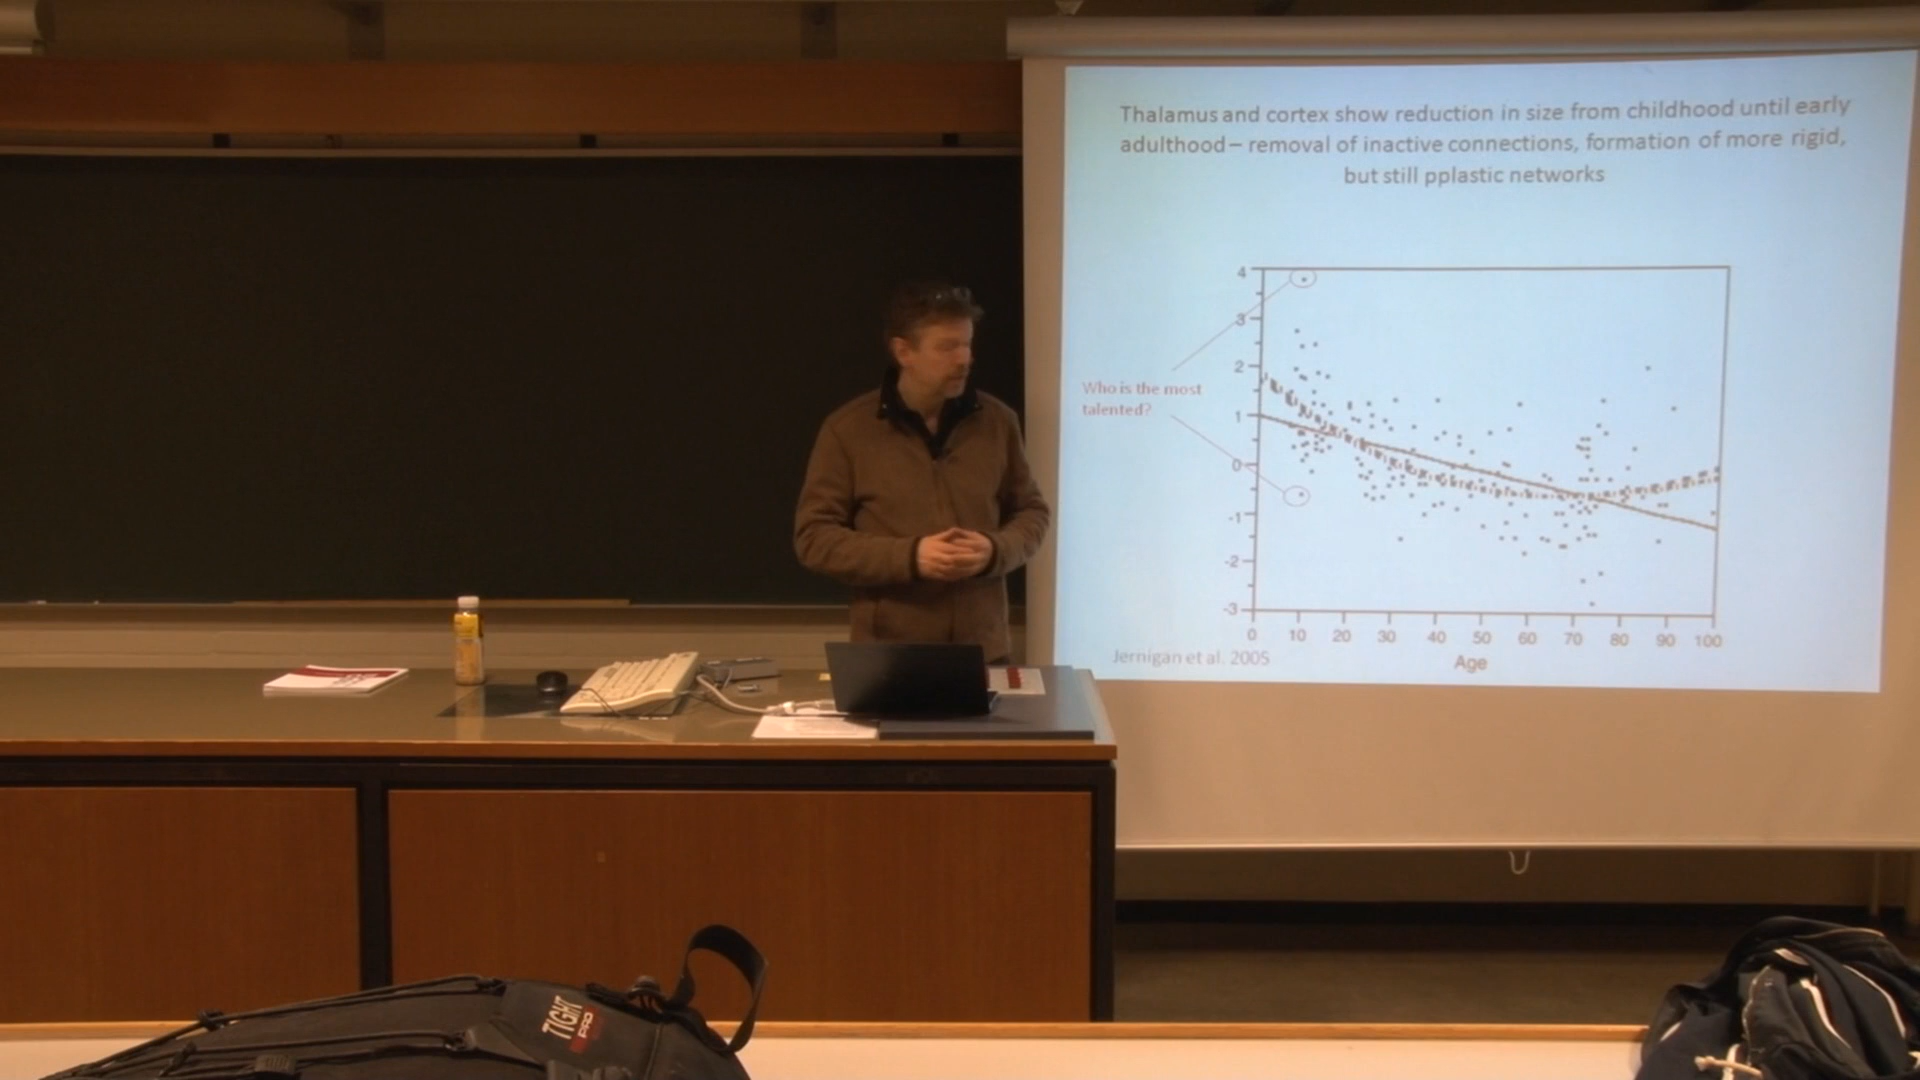 Thalamus and cortex show reduction in size from childhood until early
adulthood – removal of inactive connections, formation of more rigid,
but still pplastic networks
4
3
2
1
0
-1
-2
-3
Who is the most
talented?
0 10 20 30 40 50 60 70 80 90 100
Age
Jernigan et al. 2005
TIGHT
PRO